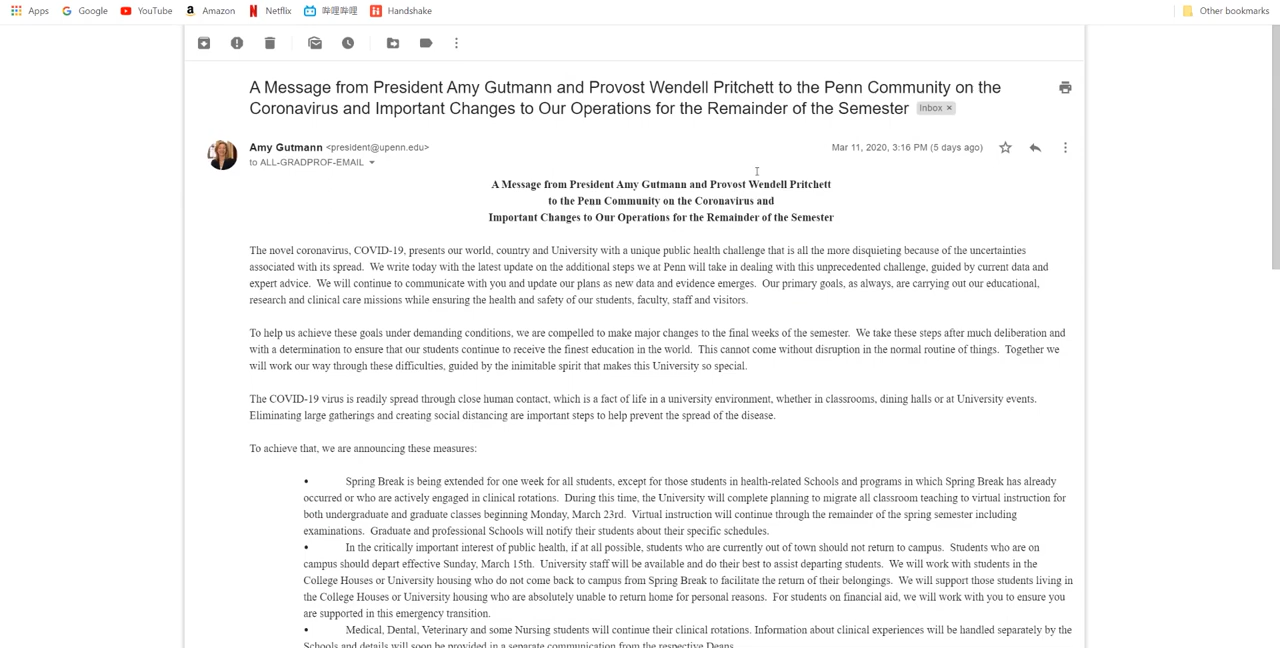 Apps Google YouTube Amazon Netflix 哔哩哔哩 Handshake Other bookmarks
A Message from President Amy Gutmann and Provost Wendell Pritchett to the Penn Community on the
Coronavirus and Important Changes to Our Operations for the Remainder of the Semester Inbox ×
Amy Gutmann <president@upenn.edu> Mar 11, 2020, 3:16 PM (5 days ago)
to ALL-GRADPROF-EMAIL
A Message from President Amy Gutmann and Provost Wendell Pritchett
to the Penn Community on the Coronavirus and
Important Changes to Our Operations for the Remainder of the Semester
The novel coronavirus, COVID-19, presents our world, country and University with a unique public health challenge that is all the more disquieting because of the uncertainties
associated with its spread. We write today with the latest update on the additional steps we at Penn will take in dealing with this unprecedented challenge, guided by current data and
expert advice. We will continue to communicate with you and update our plans as new data and evidence emerges. Our primary goals, as always, are carrying out our educational,
research and clinical care missions while ensuring the health and safety of our students, faculty, staff and visitors.
To help us achieve these goals under demanding conditions, we are compelled to make major changes to the final weeks of the semester. We take these steps after much deliberation and
with a determination to ensure that our students continue to receive the finest education in the world. This cannot come without disruption in the normal routine of things. Together we
will work our way through these difficulties, guided by the inimitable spirit that makes this University so special.
The COVID-19 virus is readily spread through close human contact, which is a fact of life in a university environment, whether in classrooms, dining halls or at University events.
Eliminating large gatherings and creating social distancing are important steps to help prevent the spread of the disease.
To achieve that, we are announcing these measures:
• Spring Break is being extended for one week for all students, except for those students in health-related Schools and programs in which Spring Break has already
occurred or who are actively engaged in clinical rotations. During this time, the University will complete planning to migrate all classroom teaching to virtual instruction for
both undergraduate and graduate classes beginning Monday, March 23rd. Virtual instruction will continue through the remainder of the spring semester including
examinations. Graduate and professional Schools will notify their students about their specific schedules.
• In the critically important interest of public health, if at all possible, students who are currently out of town should not return to campus. Students who are on
campus should depart effective Sunday, March 15th. University staff will be available and do their best to assist departing students. We will work with students in the
College Houses or University housing who do not come back to campus from Spring Break to facilitate the return of their belongings. We will support those students living in
the College Houses or University housing who are absolutely unable to return home for personal reasons. For students on financial aid, we will work with you to ensure you
are supported in this emergency transition.
• Medical, Dental, Veterinary and some Nursing students will continue their clinical rotations. Information about clinical experiences will be handled separately by the
Schools and details will soon be provided in a separate communication from the respective Deans.